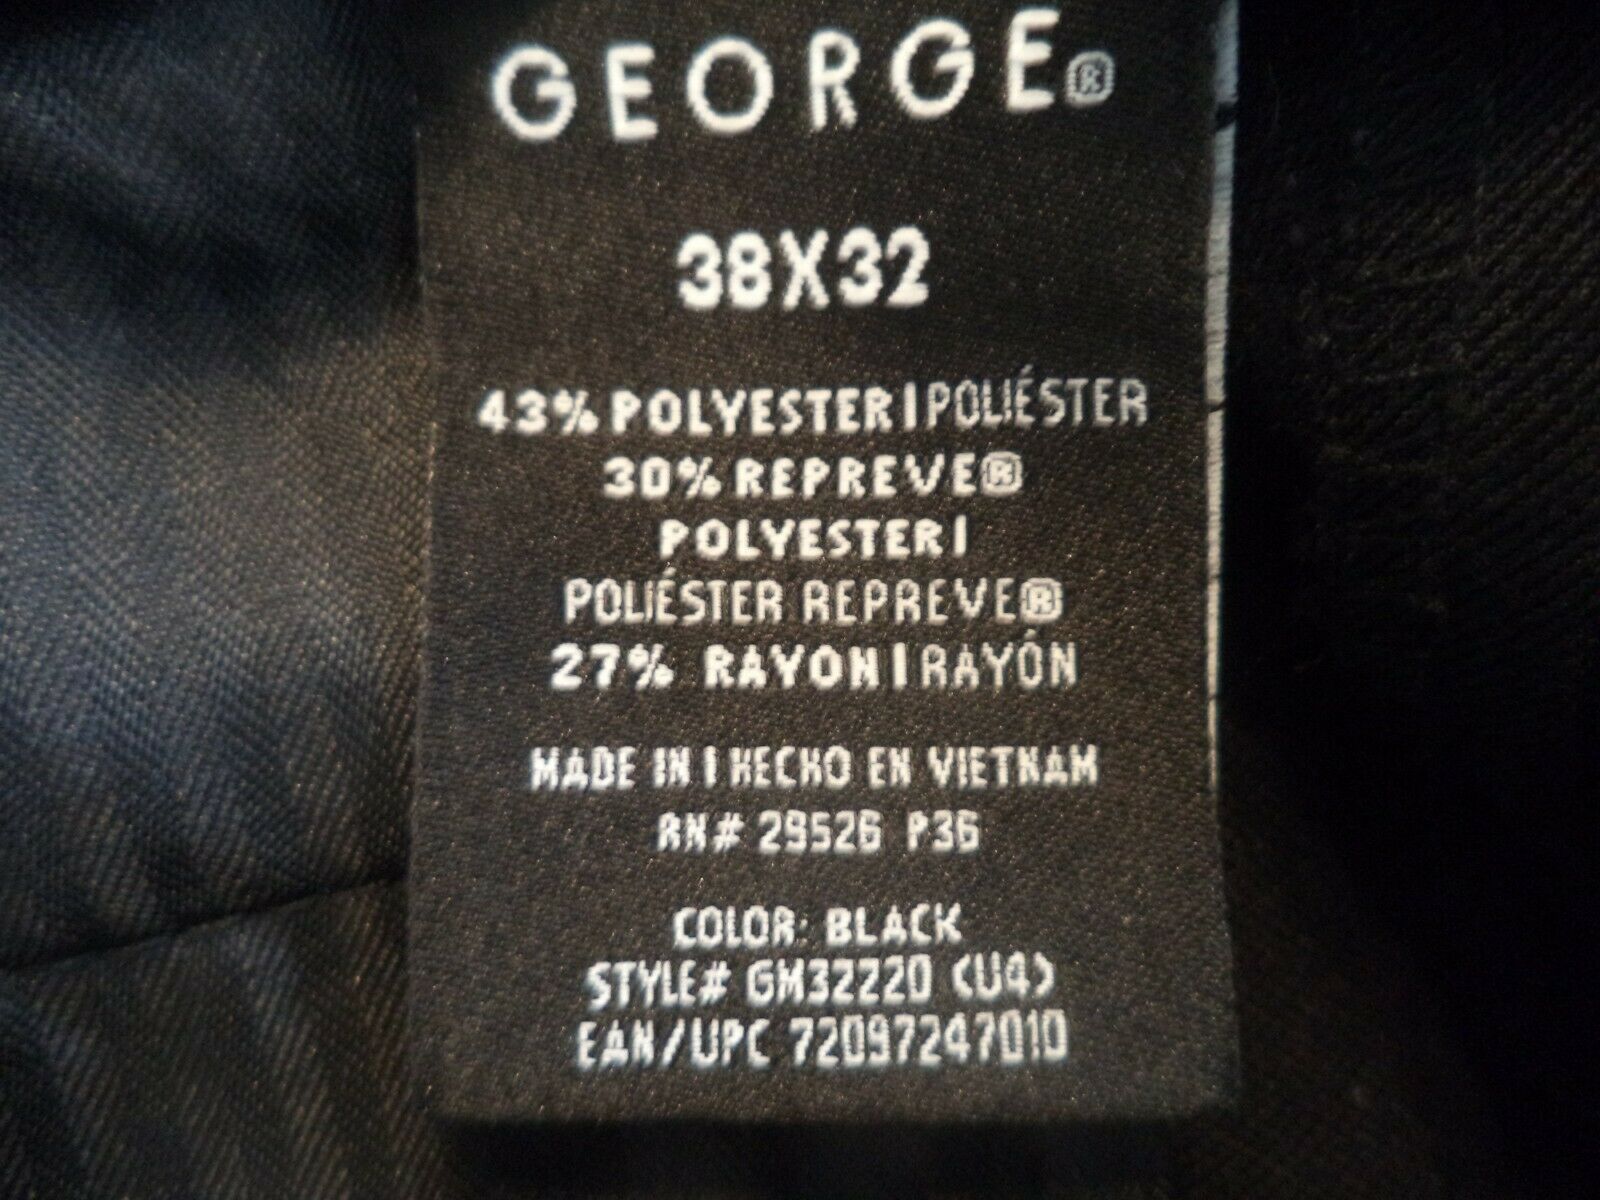 GEORGE®
38X32
43% POLYESTER | POLIÉSTER
30% REPREVE®
POLYESTER |
POLIÉSTER REPREVE®
27% RAYON | RAYÓN
MADE IN | HECHO EN VIETNAM
RN# 29526 P36
COLOR: BLACK
STYLE# GM32220 (U4)
EAN/UPC 72097247010